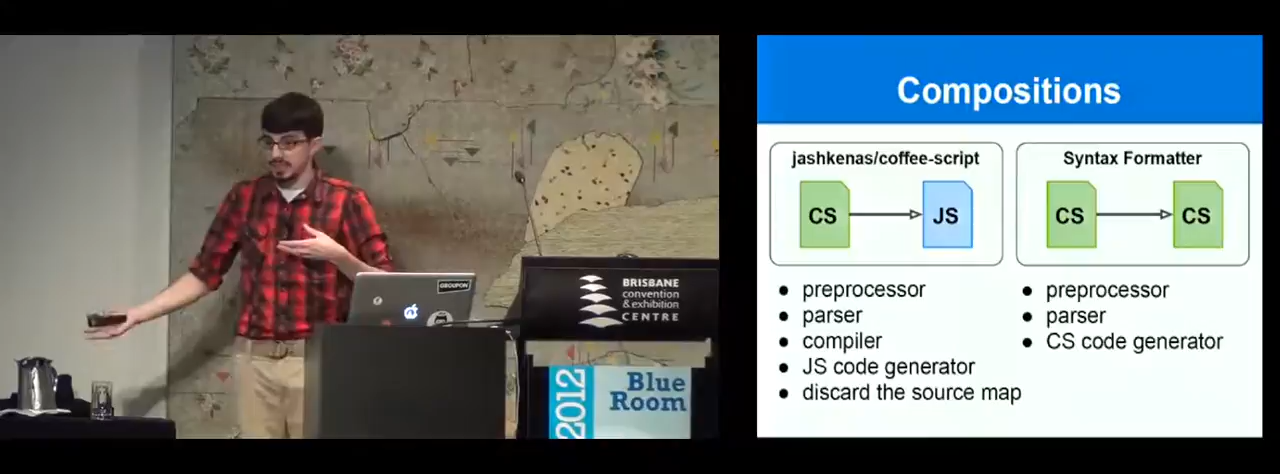 GROUPON
BRISBANE
convention
& exhibition
CENTRE
2012
Blue
Room
Compositions
jashkenas/coffee-script
CS
JS
Syntax Formatter
CS
CS
● preprocessor
● parser
● compiler
● JS code generator
● discard the source map
● preprocessor
● parser
● CS code generator